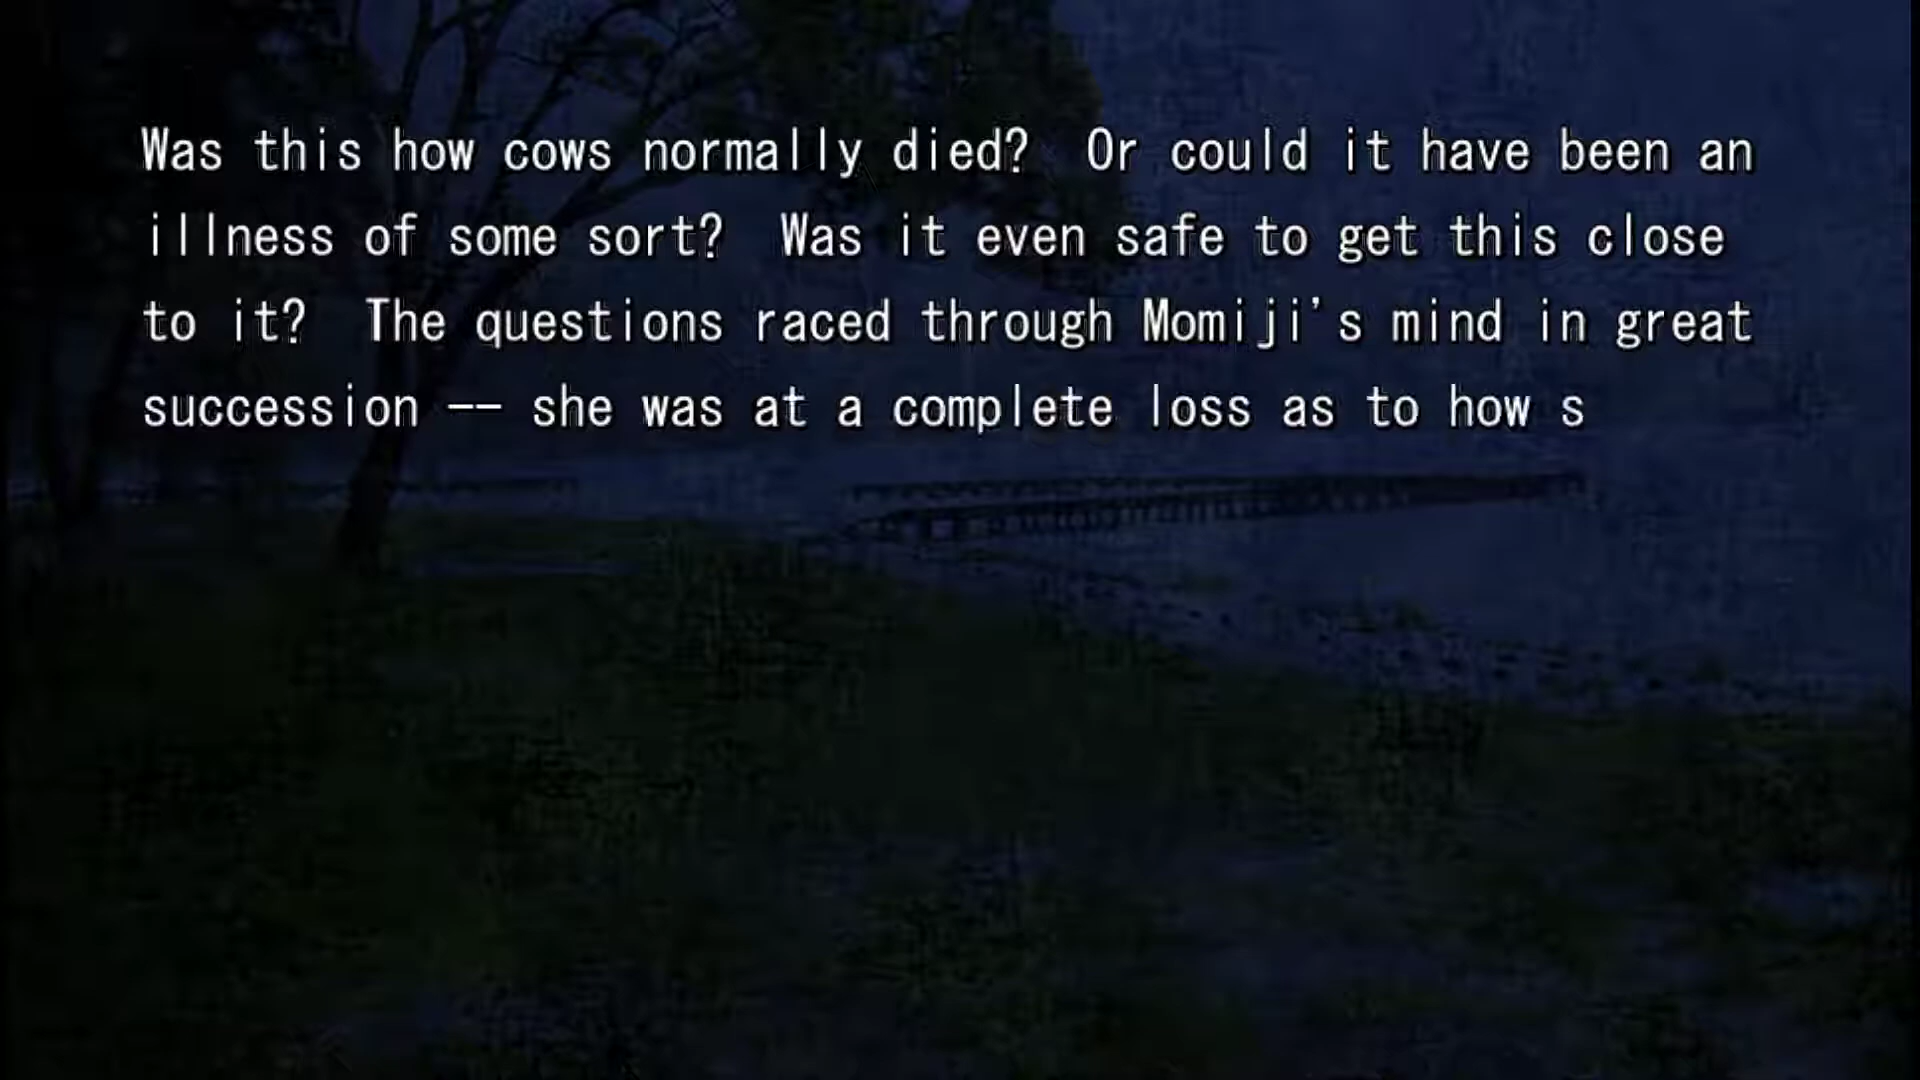 Was this how cows normally died?  Or could it have been an
illness of some sort?  Was it even safe to get this close
to it?  The questions raced through Momiji's mind in great
succession -- she was at a complete loss as to how s